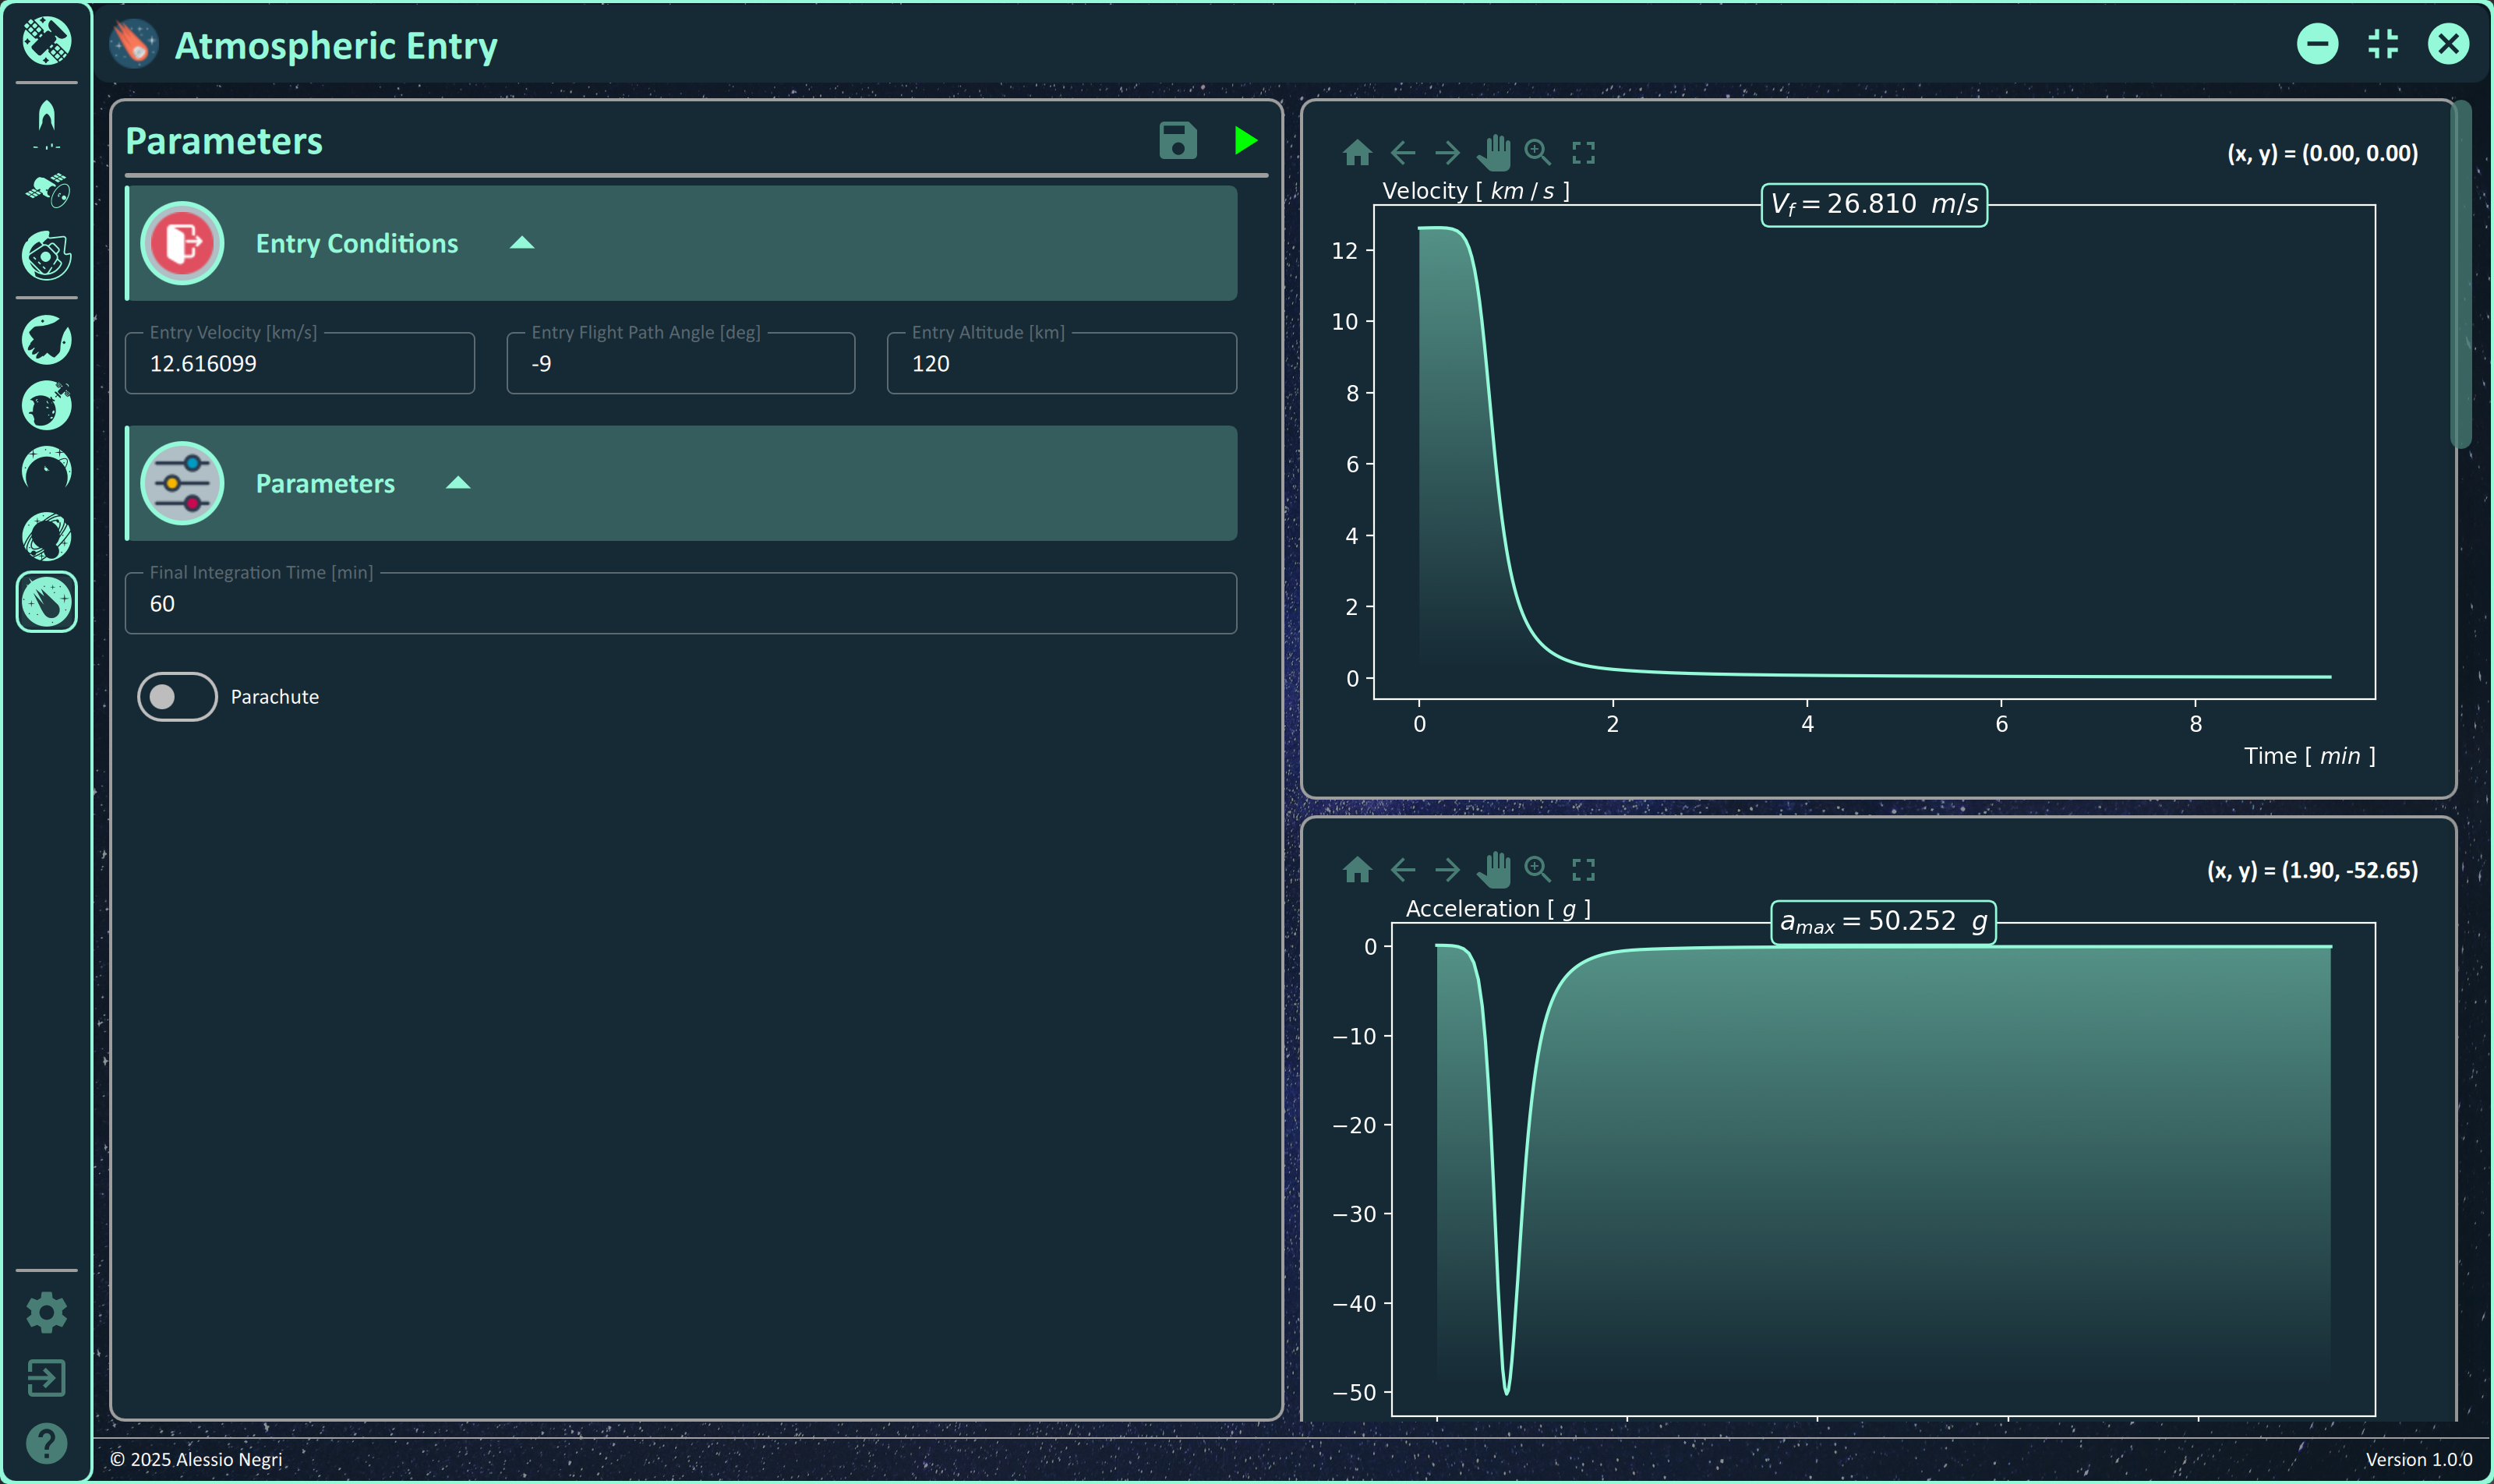 Atmospheric Entry
Parameters
Entry Conditions
Entry Velocity [km/s]
12.616099
Entry Flight Path Angle [deg]
-9
Entry Altitude [km]
120
Parameters
Final Integration Time [min]
60
Parachute
(x, y) = (0.00, 0.00)
Velocity [ km / s ]
V_f = 26.810 m/s
12
10
8
6
4
2
0
0 2 4 6 8
Time [ min ]
(x, y) = (1.90, -52.65)
Acceleration [ g ]
a_max = 50.252 g
0
−10
−20
−30
−40
−50
?
© 2025 Alessio Negri
Version 1.0.0